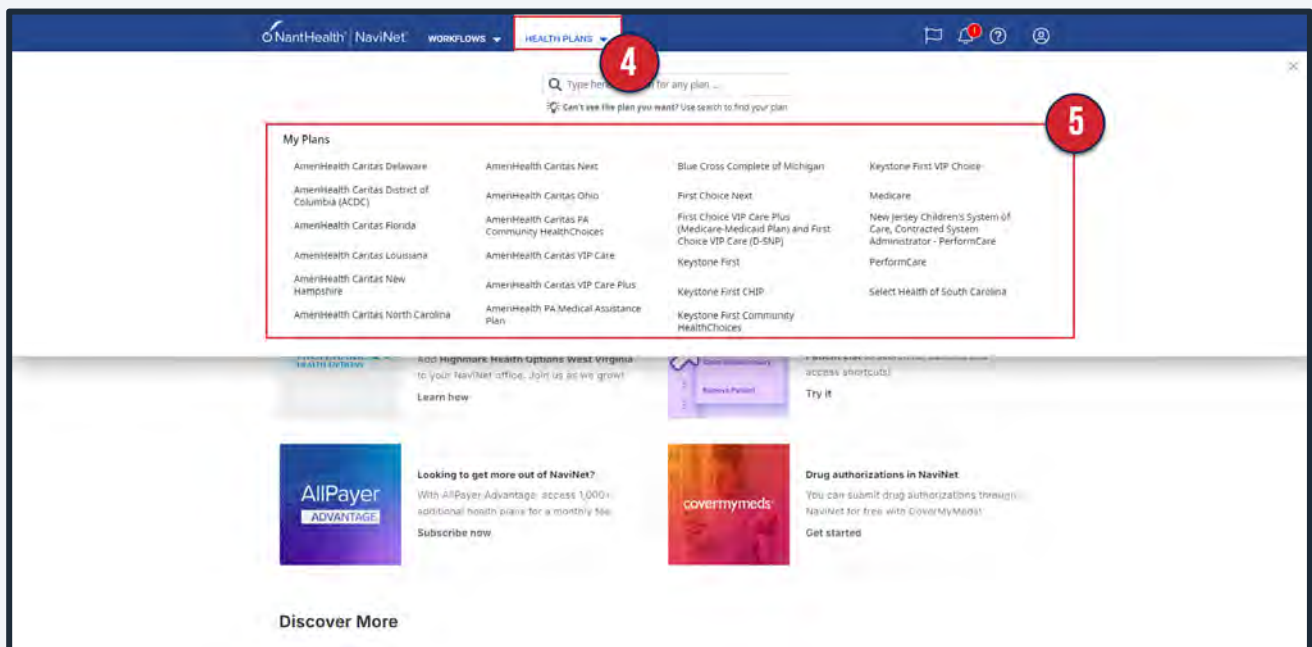 NantHealth | NaviNet
WORKFLOWS
HEALTH PLANS
4
Type here for any plan ...
Can't see the plan you want? Use search to find your plan
5
My Plans
AmeriHealth Caritas Delaware
AmeriHealth Caritas District of
Columbia (ACDC)
AmeriHealth Caritas Florida
AmeriHealth Caritas Louisiana
AmeriHealth Caritas New
Hampshire
AmeriHealth Caritas North Carolina
AmeriHealth Caritas Next
AmeriHealth Caritas Ohio
AmeriHealth Caritas PA
Community HealthChoices
AmeriHealth Caritas VIP Care
AmeriHealth Caritas VIP Care Plus
AmeriHealth PA Medical Assistance
Plan
Blue Cross Complete of Michigan
First Choice Next
First Choice VIP Care Plus
(Medicare-Medicaid Plan) and First
Choice VIP Care (D-SNP)
Keystone First
Keystone First CHIP
Keystone First Community
HealthChoices
Keystone First VIP Choice
Medicare
New Jersey Children's System of
Care, Contracted System
Administrator - PerformCare
PerformCare
Select Health of South Carolina
HEALTH OPTIONS
Add Highmark Health Options West Virginia
to your NaviNet office. Join us as we grow!
Learn how
Remove Patient
access shortcuts!
Try it
AllPayer
ADVANTAGE
Looking to get more out of NaviNet?
With AllPayer Advantage, access 1,000+
additional health plans for a monthly fee.
Subscribe now
covermymeds
Drug authorizations in NaviNet
You can submit drug authorizations through
NaviNet for free with CoverMyMeds!
Get started
Discover More